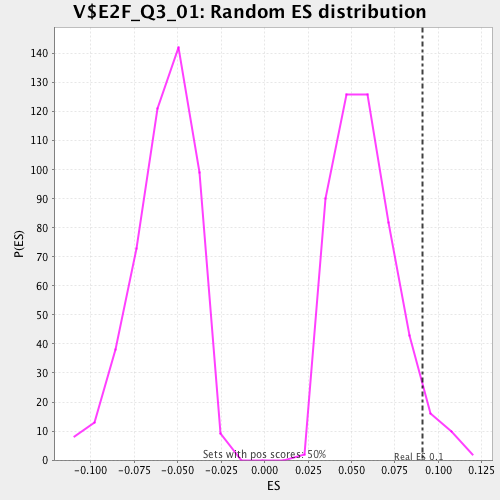 V$E2F_Q3_01: Random ES distribution
140
130
120
110
100
90
80
70
60
50
40
30
20
10
0
P(ES)
Sets with pos scores: 50%
Real ES 0.1
-0.100 -0.075 -0.050 -0.025 0.000 0.025 0.050 0.075 0.100 0.125
ES